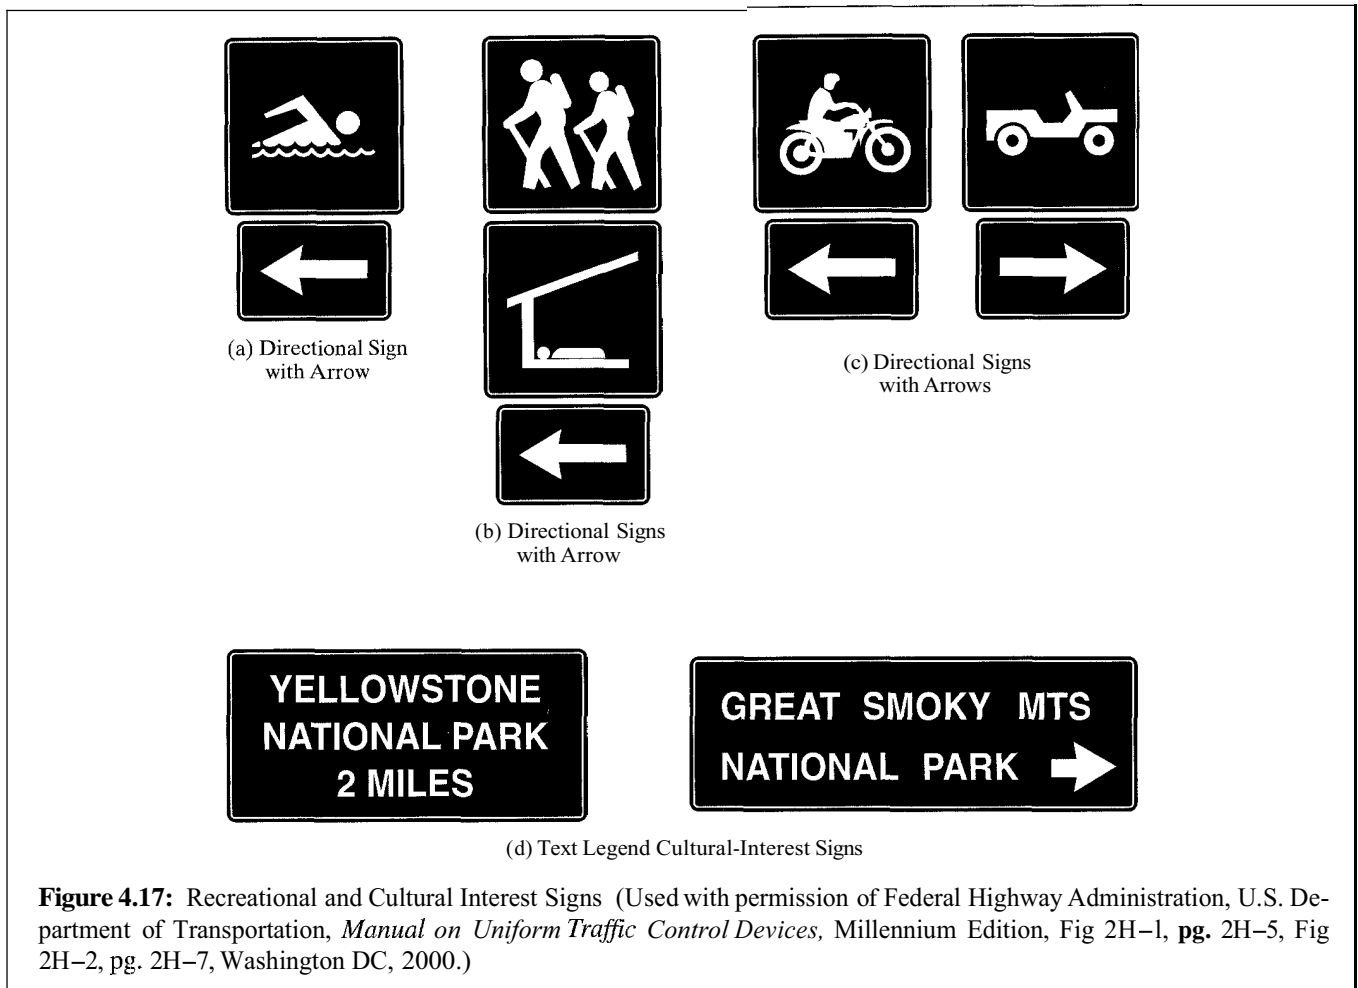 (a) Directional Sign
with Arrow
(b) Directional Signs
with Arrow
(c) Directional Signs
with Arrows
YELLOWSTONE
NATIONAL PARK
2 MILES
GREAT SMOKY MTS
NATIONAL PARK
(d) Text Legend Cultural-Interest Signs
Figure 4.17: Recreational and Cultural Interest Signs (Used with permission of Federal Highway Administration, U.S. De-
partment of Transportation, Manual on Uniform Traffic Control Devices, Millennium Edition, Fig 2H–1, pg. 2H–5, Fig
2H–2, pg. 2H–7, Washington DC, 2000.)